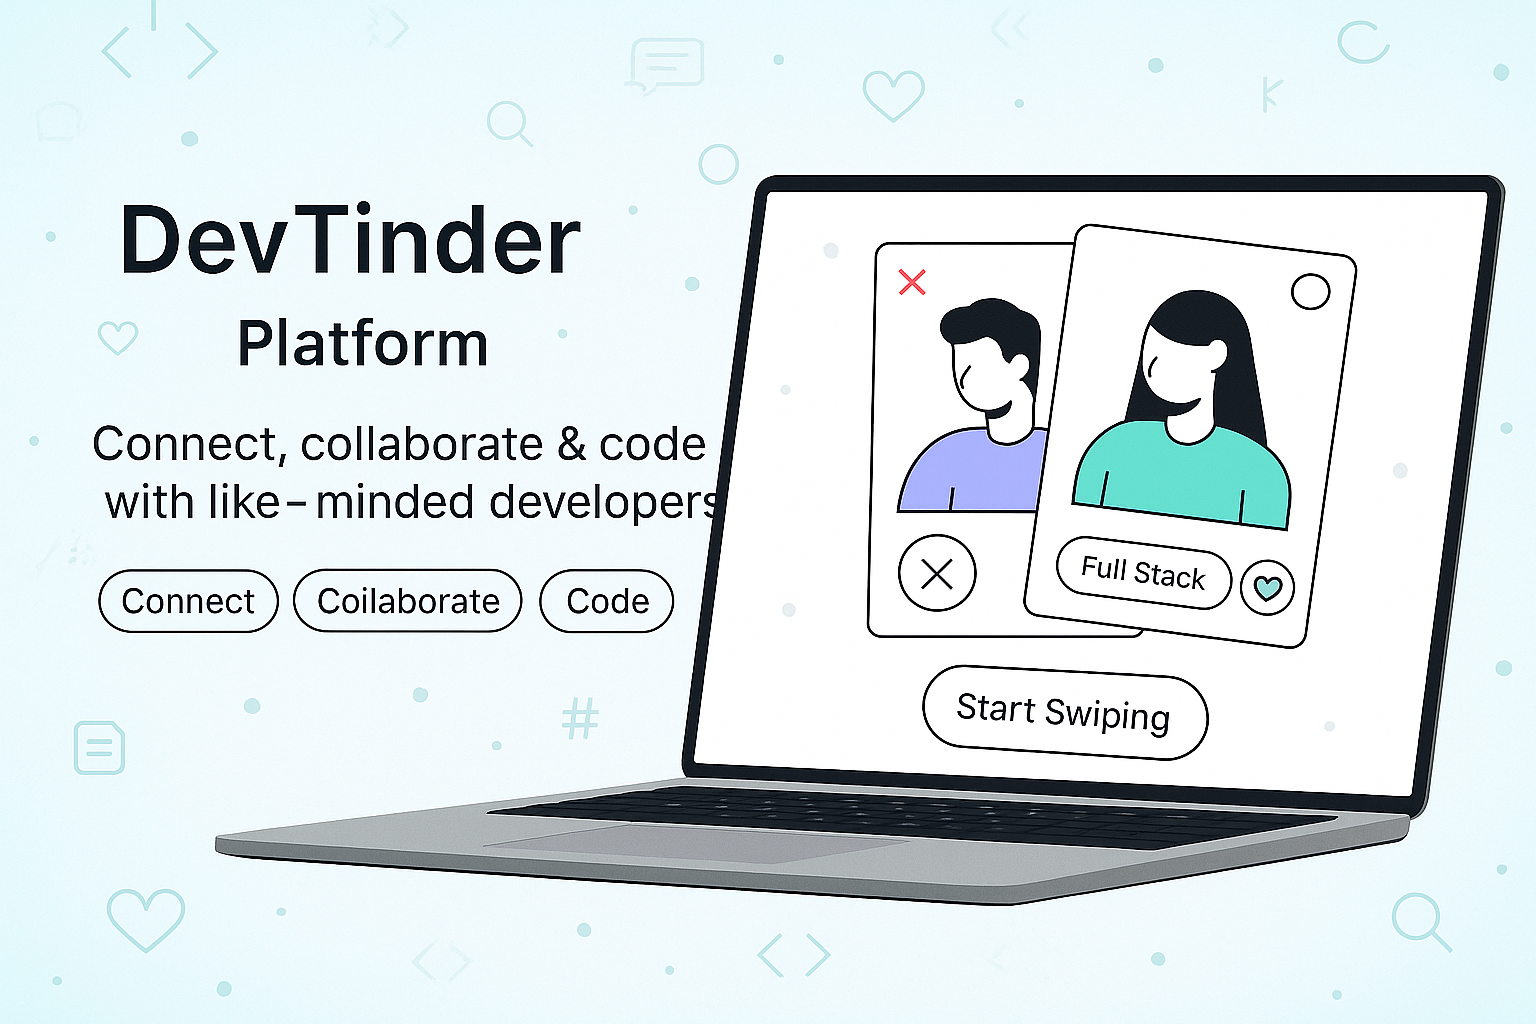 DevTinder
Platform
Connect, collaborate & code
with like-minded developers
Connect
Coilaborate
Code
Full Stack
Start Swiping